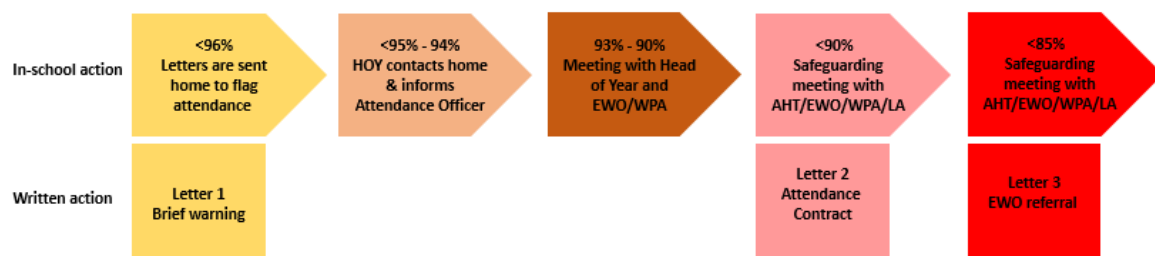 In-school action
<96%
Letters are sent
home to flag
attendance
<95% - 94%
HOY contacts home
& informs
Attendance Officer
93% - 90%
Meeting with Head
of Year and
EWO/WPA
<90%
Safeguarding
meeting with
AHT/EWO/WPA/LA
<85%
Safeguarding
meeting with
AHT/EWO/WPA/LA
Written action
Letter 1
Brief warning
Letter 2
Attendance
Contract
Letter 3
EWO referral